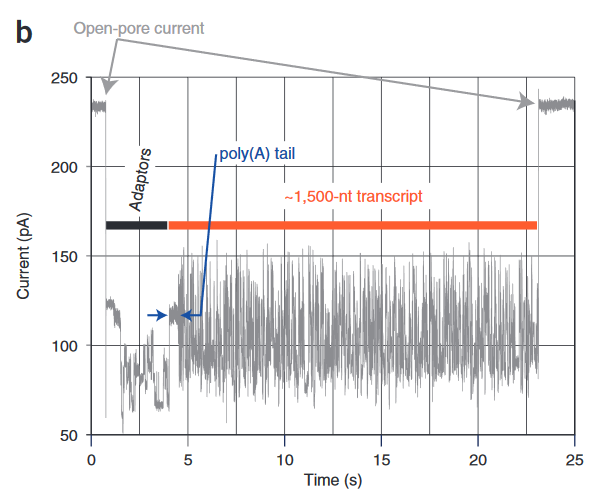 b
Open-pore current
250
200
150
100
50
Current (pA)
Adaptors
poly(A) tail
~1,500-nt transcript
0
5
10
15
20
25
Time (s)